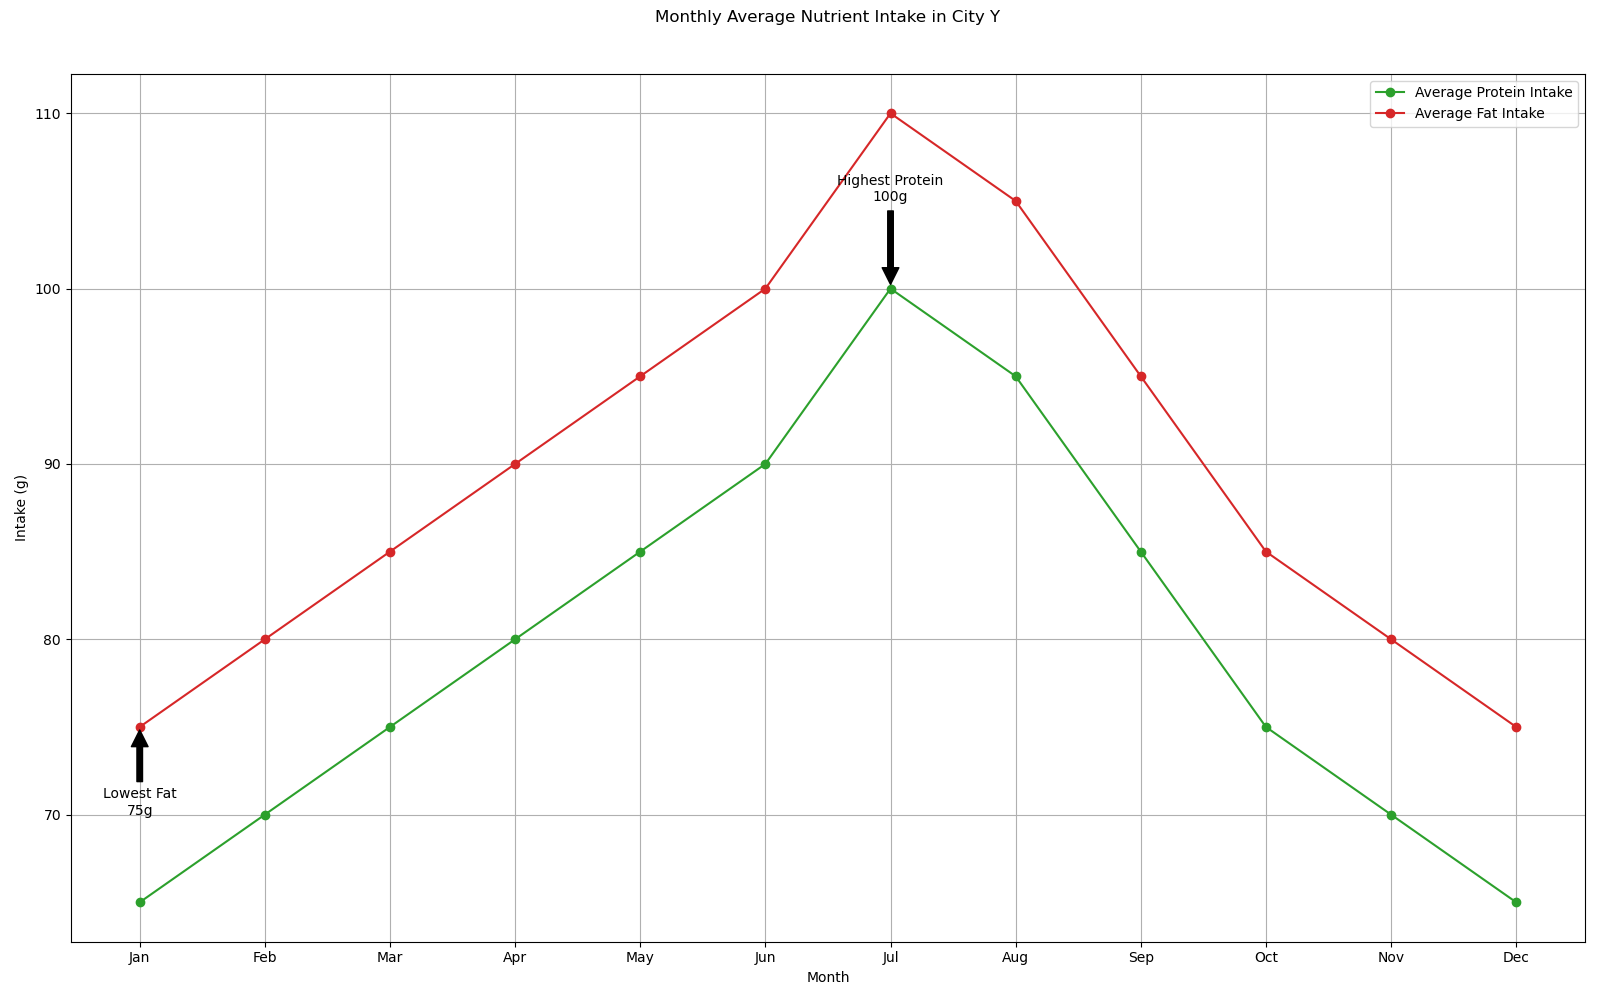 Monthly Average Nutrient Intake in City Y
Average Protein Intake
Average Fat Intake
110
100
90
80
70
Intake (g)
Highest Protein
100g
Lowest Fat
75g
Jan
Feb
Mar
Apr
May
Jun
Jul
Aug
Sep
Oct
Nov
Dec
Month